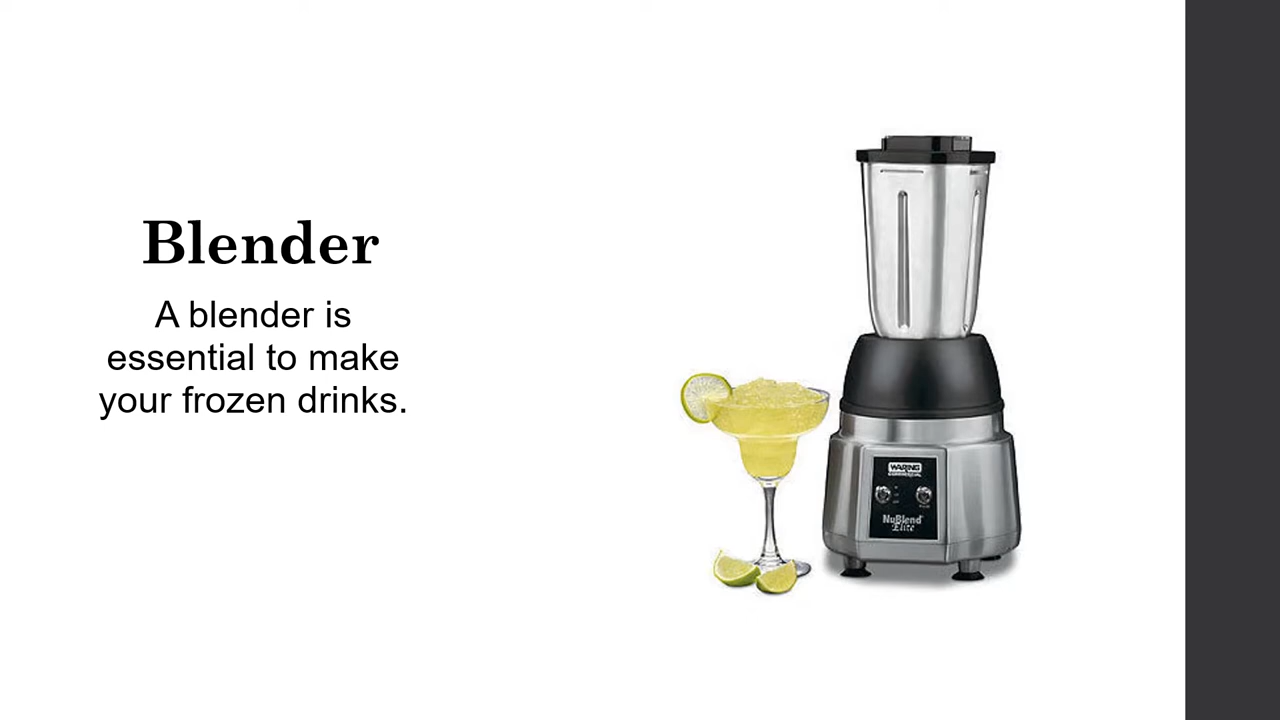 Blender
A blender is
essential to make
your frozen drinks.
WARING
COMMERCIAL
NuBlend
Elite